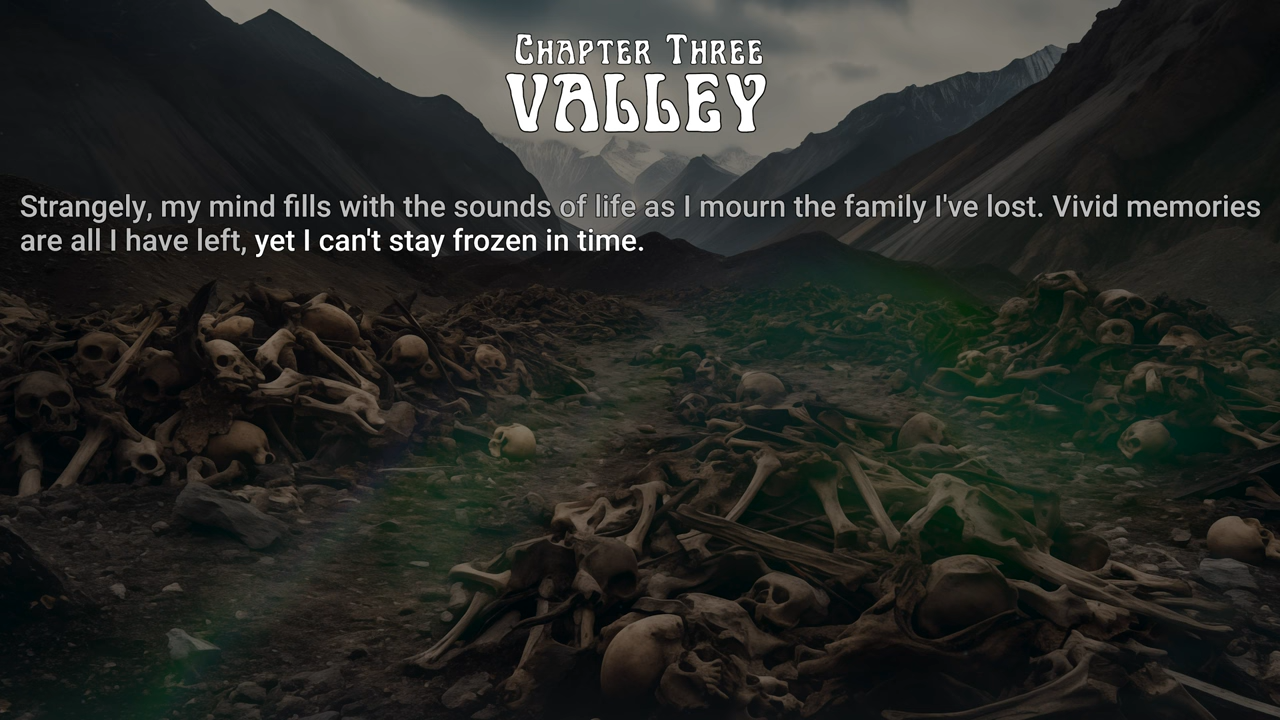 Chapter Three
VALLEY
Strangely, my mind fills with the sounds of life as I mourn the family I've lost. Vivid memories
are all I have left, yet I can't stay frozen in time.